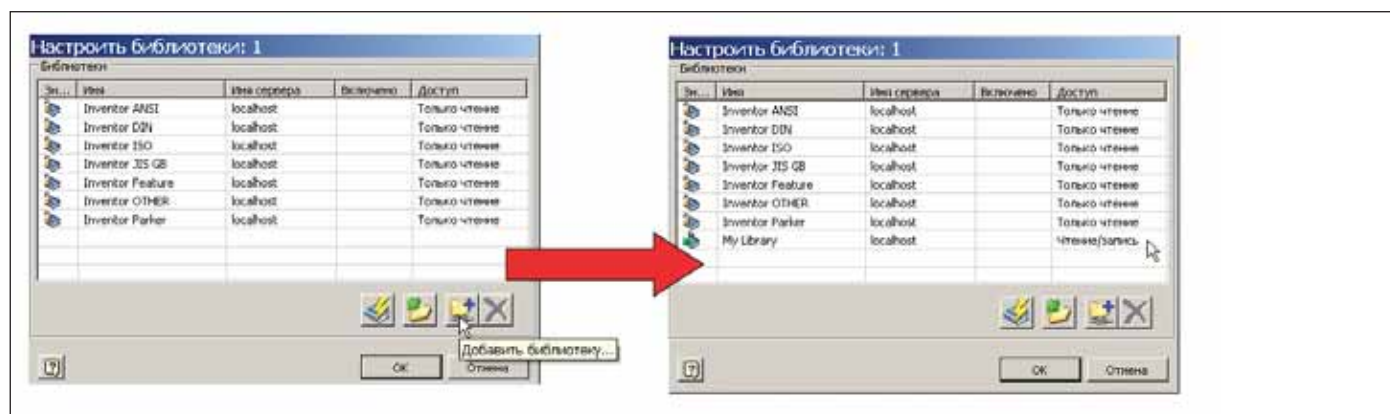 Настроить библиотеки: 1
Библиотеки
Зн... Имя Имя сервера Включено Доступ
Inventor ANSI localhost Только чтение
Inventor DIN localhost Только чтение
Inventor ISO localhost Только чтение
Inventor JIS GB localhost Только чтение
Inventor Feature localhost Только чтение
Inventor OTHER localhost Только чтение
Inventor Parker localhost Только чтение
Добавить библиотеку...
OK Отмена
Настроить библиотеки: 1
Библиотеки
Зн... Имя Имя сервера Включено Доступ
Inventor ANSI localhost Только чтение
Inventor DIN localhost Только чтение
Inventor ISO localhost Только чтение
Inventor JIS GB localhost Только чтение
Inventor Feature localhost Только чтение
Inventor OTHER localhost Только чтение
Inventor Parker localhost Только чтение
My Library localhost Чтение/запись
OK Отмена